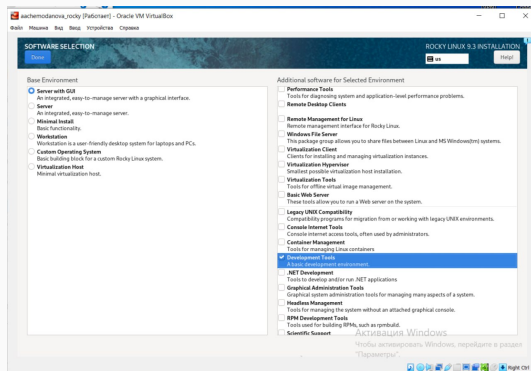 aachemodanova_rocky [Работает] - Oracle VM VirtualBox
Файл Машина Вид Ввод Устройства Справка
SOFTWARE SELECTION
ROCKY LINUX 9.3 INSTALLATION
Done
us
Help!
Base Environment
Server with GUI
An integrated, easy-to-manage server with a graphical interface.
Server
An integrated, easy-to-manage server.
Minimal Install
Basic functionality.
Workstation
Workstation is a user-friendly desktop system for laptops and PCs.
Custom Operating System
Basic building block for a custom Rocky Linux system.
Virtualization Host
Minimal virtualization host.
Additional software for Selected Environment
Performance Tools
Tools for diagnosing system and application-level performance problems.
Remote Desktop Clients
Remote Management for Linux
Remote management interface for Rocky Linux.
Windows File Server
This package group allows you to share files between Linux and MS Windows(tm) systems.
Virtualization Client
Clients for installing and managing virtualization instances.
Virtualization Hypervisor
Smallest possible virtualization host installation.
Virtualization Tools
Tools for offline virtual image management.
Basic Web Server
These tools allow you to run a Web server on the system.
Legacy UNIX Compatibility
Compatibility programs for migration from or working with legacy UNIX environments.
Console Internet Tools
Console internet access tools, often used by administrators.
Container Management
Tools for managing Linux containers
Development Tools
A basic development environment.
.NET Development
Tools to develop and/or run .NET applications
Graphical Administration Tools
Graphical system administration tools for managing many aspects of a system.
Headless Management
Tools for managing the system without an attached graphical console.
RPM Development Tools
Tools used for building RPMs, such as rpmbuild.
Scientific Support
Активация Windows
Чтобы активировать Windows, перейдите в раздел
"Параметры".
Right Ctrl